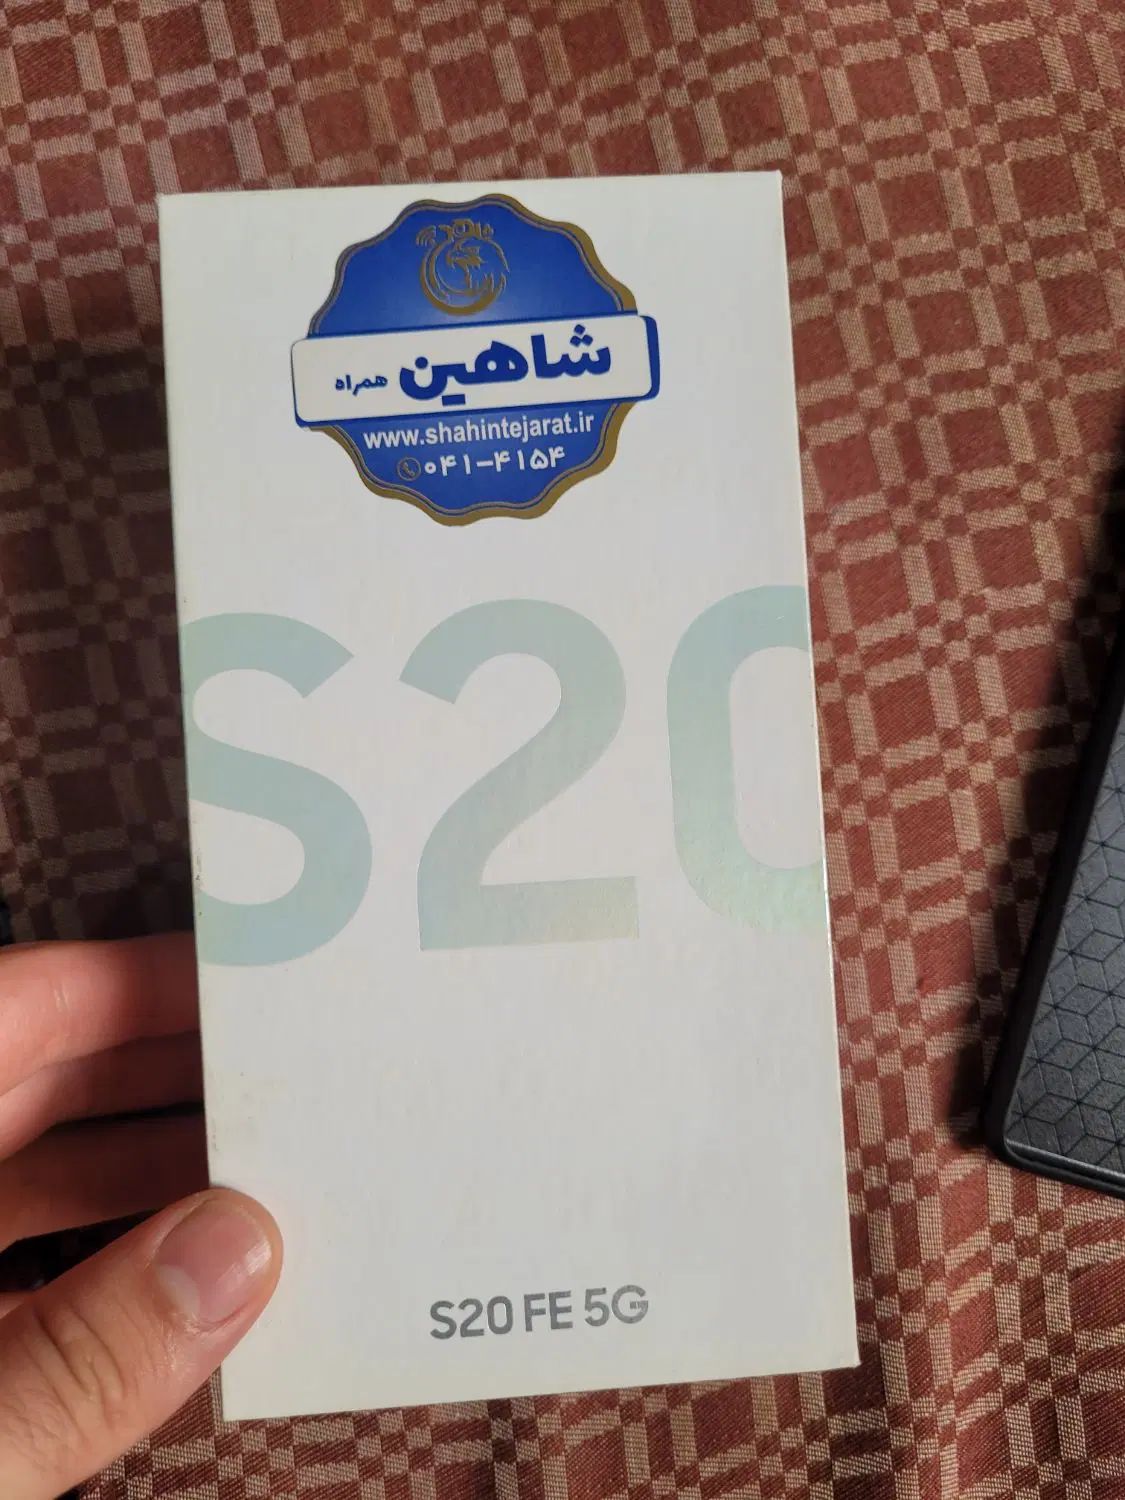 شاهین همراه
www.shahintejarat.ir
۰۴۱-۴۱۵۴
S20
S20 FE 5G